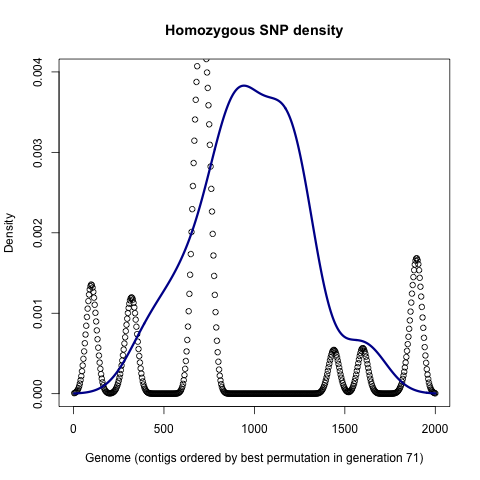 Homozygous SNP density
Density
0.004
0.003
0.002
0.001
0.000
0 500 1000 1500 2000
Genome (contigs ordered by best permutation in generation 71)